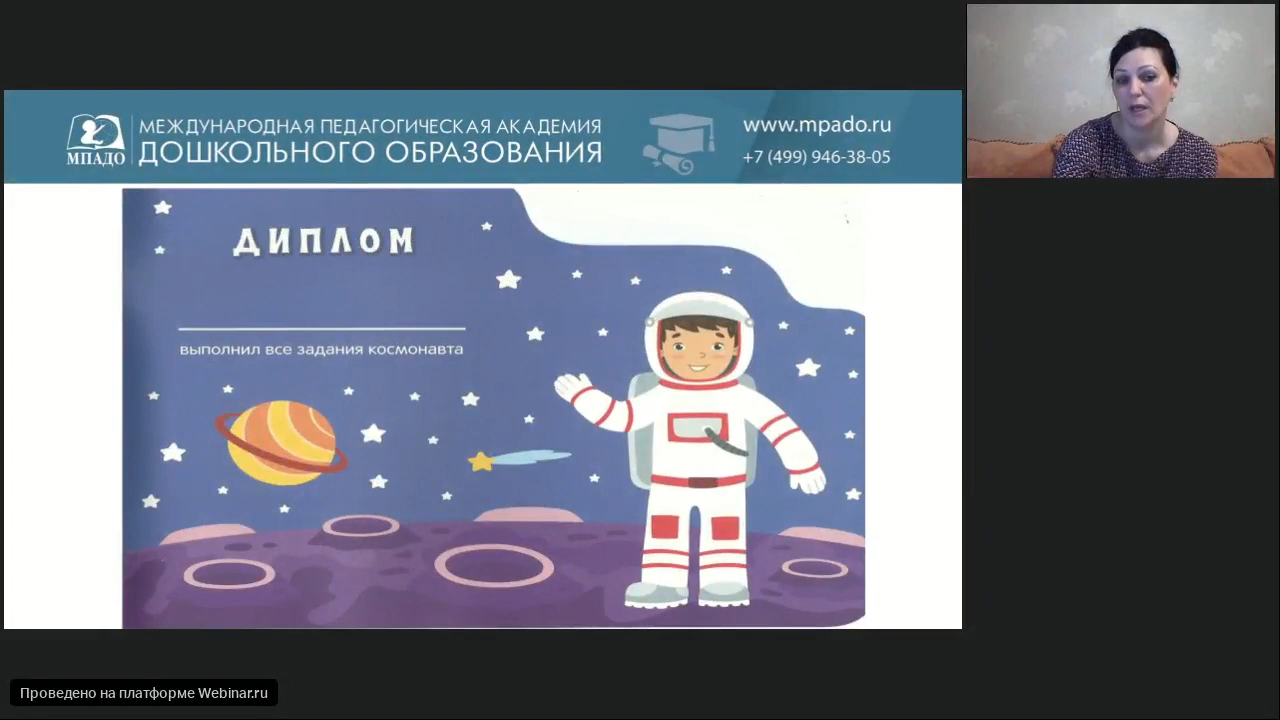 МПАДО
МЕЖДУНАРОДНАЯ ПЕДАГОГИЧЕСКАЯ АКАДЕМИЯ
ДОШКОЛЬНОГО ОБРАЗОВАНИЯ
www.mpado.ru
+7 (499) 946-38-05
ДИПЛОМ
выполнил все задания космонавта
Проведено на платформе Webinar.ru